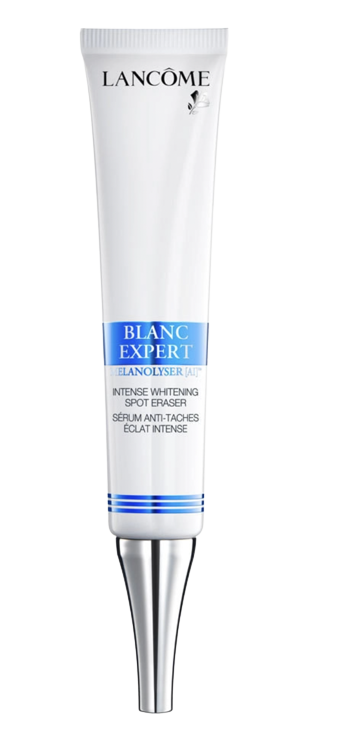 LANCÔME
BLANC
EXPERT
ELANOLYSER [AI]™
INTENSE WHITENING
SPOT ERASER
SÉRUM ANTI-TACHES
ÉCLAT INTENSE